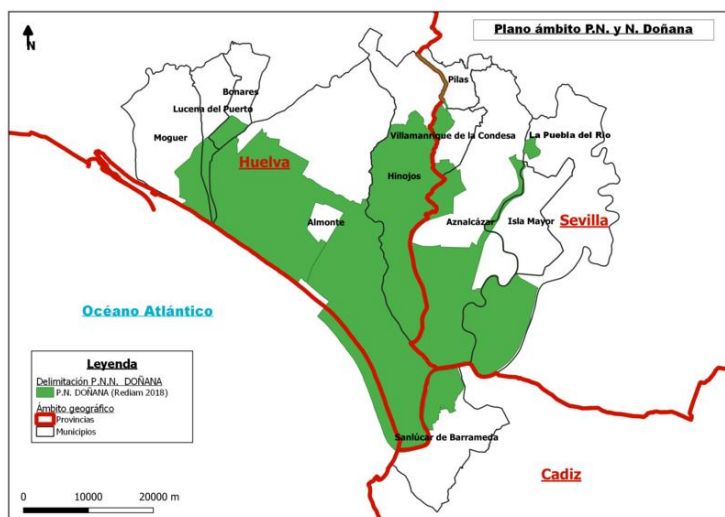 Plano ámbito P.N. y N. Doñana
N
Pilas
Bonares
Lucena del Puerto
Moguer
Villamanrique de la Condesa
La Puebla del Río
Huelva
Hinojos
Almonte
Aznalcázar
Isla Mayor
Sevilla
Océano Atlántico
Leyenda
Delimitación P.N.N. DOÑANA
P.N. DOÑANA (Rediam 2018)
Ámbito geográfico
Provincias
Municipios
Sanlúcar de Barrameda
Cadiz
0 10000 20000 m